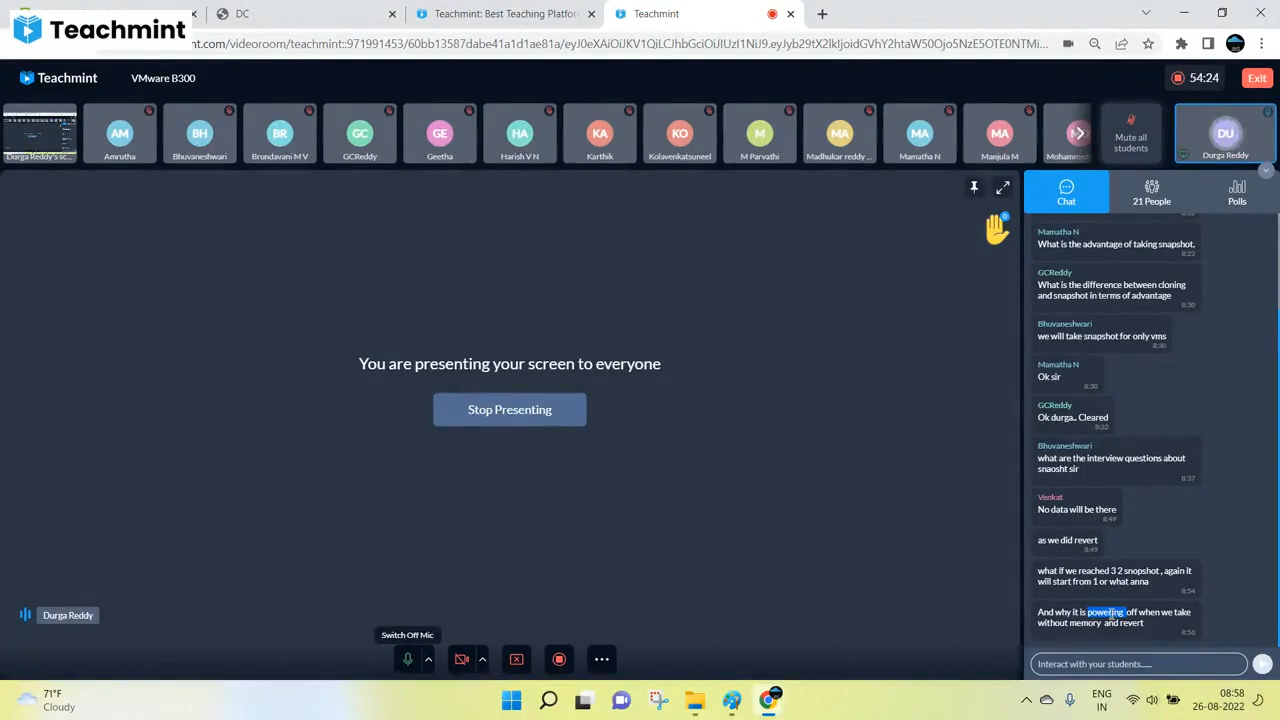 DC
Teachmint: Best Teaching Platfor
Teachmint
Teachmint
nt.com/videoroom/teachmint::971991453/
Teachmint
VMware B300
54:24
Exit
Durga Reddy's sc...
AM
Amrutha
BH
Bhuvaneshwari
BR
Brundavani M V
GC
GCReddy
GE
Geetha
HA
Harish V N
KA
Karthik
KO
Kolavenkatsuneel
M
M Parvathi
MA
Madhukar reddy ...
MA
Mamatha N
MA
Manjula M
Mohammed
Mute all
students
DU
Durga Reddy
Chat
21 People
Polls
0
Mamatha N
What is the advantage of taking snapshot.
8:23
GCReddy
What is the difference between cloning
and snapshot in terms of advantage
8:30
Bhuvaneshwari
we will take snapshot for only vms
8:30
Mamatha N
Ok sir
8:30
GCReddy
Ok durga.. Cleared
8:32
Bhuvaneshwari
what are the interview questions about
snaosht sir
8:37
Venkat
No data will be there
8:49
as we did revert
8:49
what if we reached 3 2 snopshot , again it
will start from 1 or what anna
8:54
And why it is powering off when we take
without memory and revert
8:56
You are presenting your screen to everyone
Stop Presenting
Durga Reddy
Switch Off Mic
Interact with your students.....
71°F
Cloudy
ENG
IN
08:58
26-08-2022